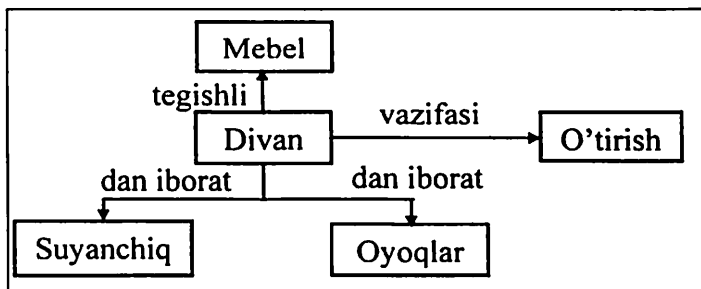 Mebel
tegishli
vazifasi
Divan
O'tirish
dan iborat
dan iborat
Suyanchiq
Oyoqlar